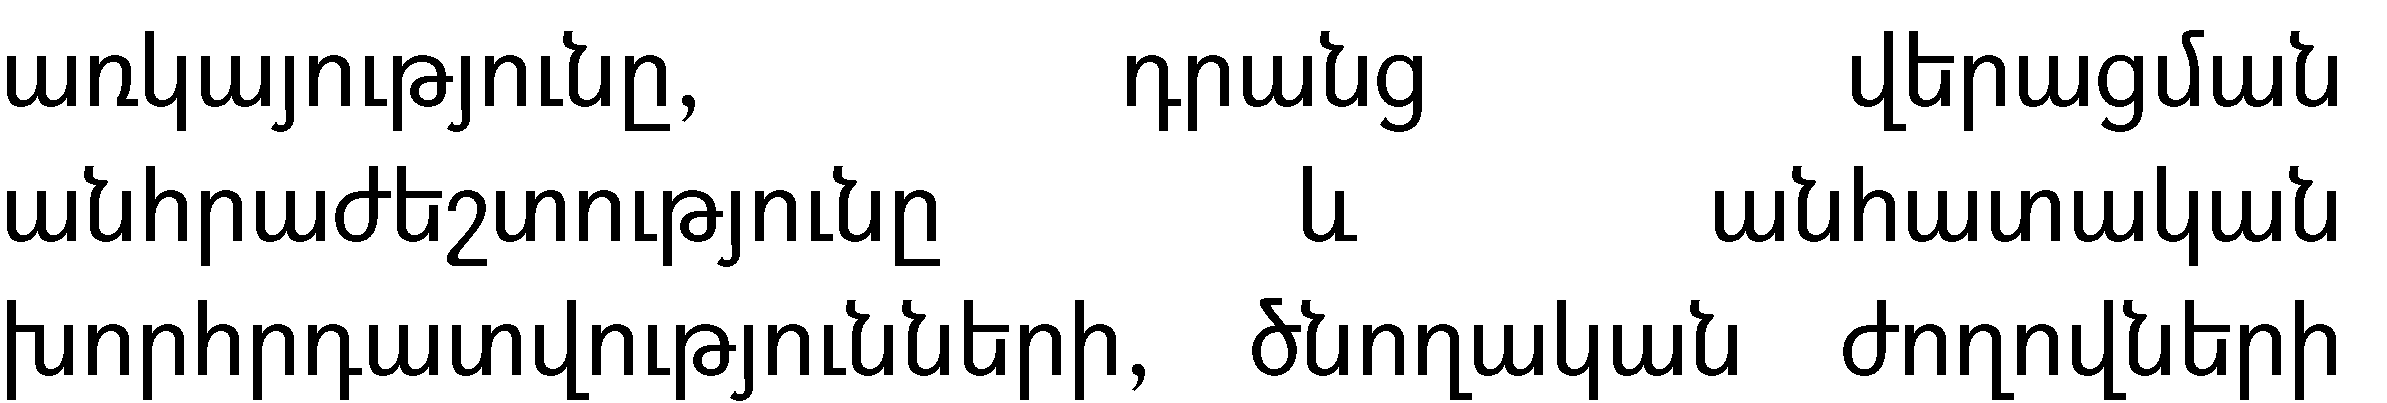 առկայությունը, դրանց վերացման
անհրաժեշտությունը և անհատական
խորհրդատվությունների, ծնողական ժողովների